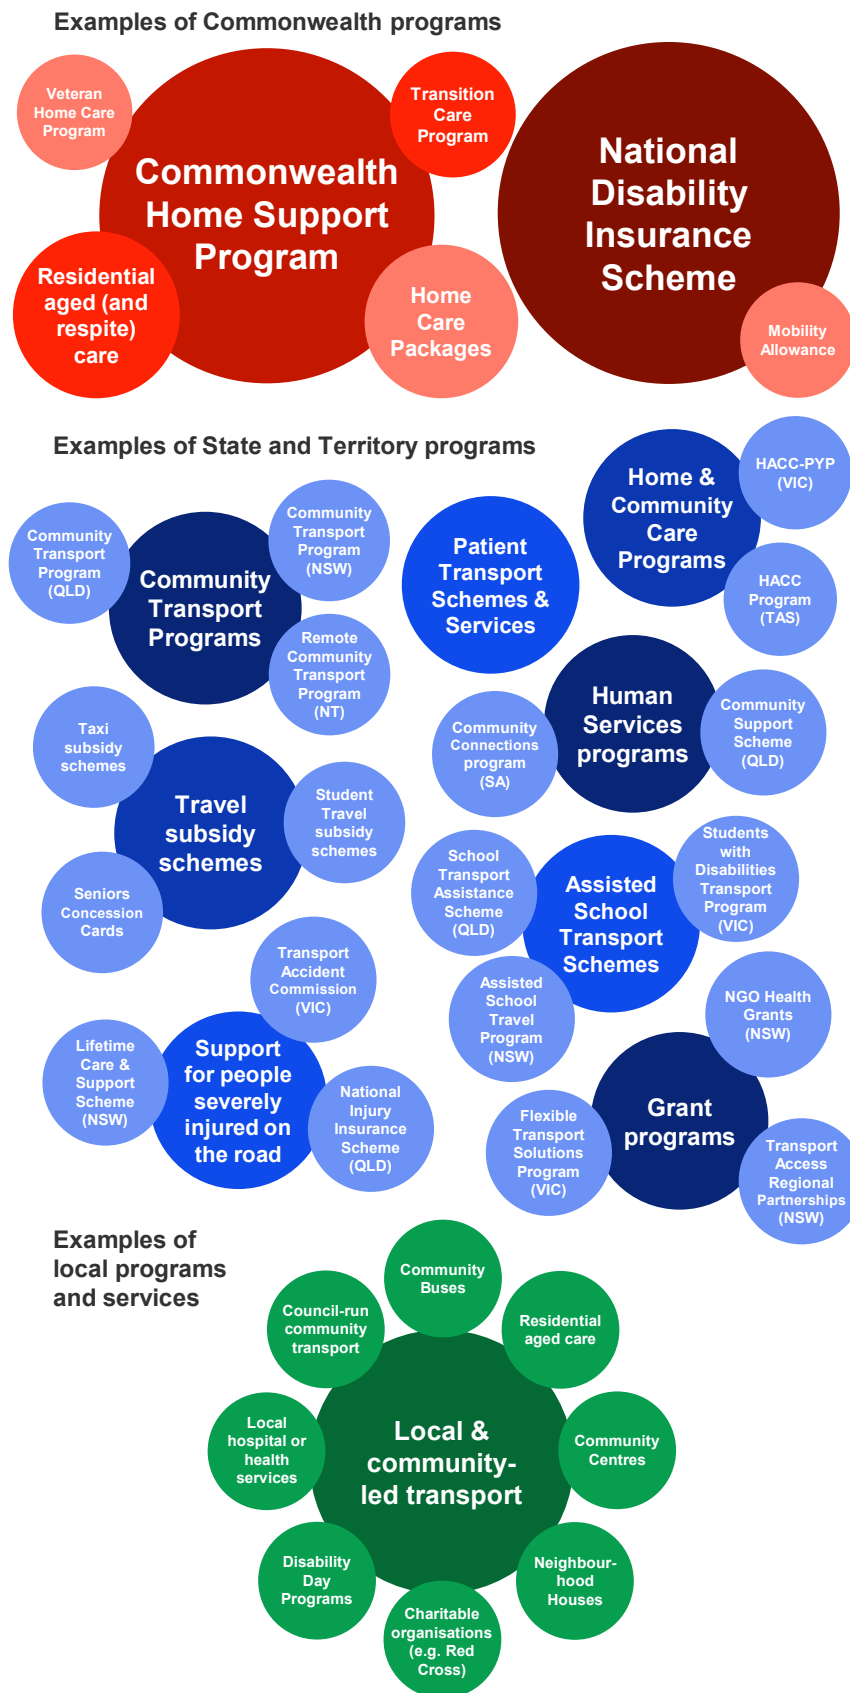 Examples of Commonwealth programs
Veteran
Home Care
Program
Commonwealth
Home Support
Program
Transition
Care
Program
National
Disability
Insurance
Scheme
Residential
aged (and
respite)
care
Home
Care
Packages
Mobility
Allowance
Examples of State and Territory programs
Community
Transport
Program
(QLD)
Community
Transport
Programs
Community
Transport
Program
(NSW)
Remote
Community
Transport
Program
(NT)
Patient
Transport
Schemes &
Services
Home &
Community
Care
Programs
HACC-PYP
(VIC)
HACC
Program
(TAS)
Taxi
subsidy
schemes
Travel
subsidy
schemes
Student
Travel
subsidy
schemes
Seniors
Concession
Cards
Community
Connections
program
(SA)
Human
Services
programs
Community
Support
Scheme
(QLD)
School
Transport
Assistance
Scheme
(QLD)
Assisted
School
Transport
Schemes
Students
with
Disabilities
Transport
Program
(VIC)
Assisted
School
Travel
Program
(NSW)
Transport
Accident
Commission
(VIC)
Lifetime
Care &
Support
Scheme
(NSW)
Support
for people
severely
injured on
the road
National
Injury
Insurance
Scheme
(QLD)
NGO Health
Grants
(NSW)
Grant
programs
Flexible
Transport
Solutions
Program
(VIC)
Transport
Access
Regional
Partnerships
(NSW)
Examples of
local programs
and services
Community
Buses
Council-run
community
transport
Residential
aged care
Local
hospital or
health
services
Local &
community-
led transport
Community
Centres
Disability
Day
Programs
Neighbour-
hood
Houses
Charitable
organisations
(e.g. Red
Cross)